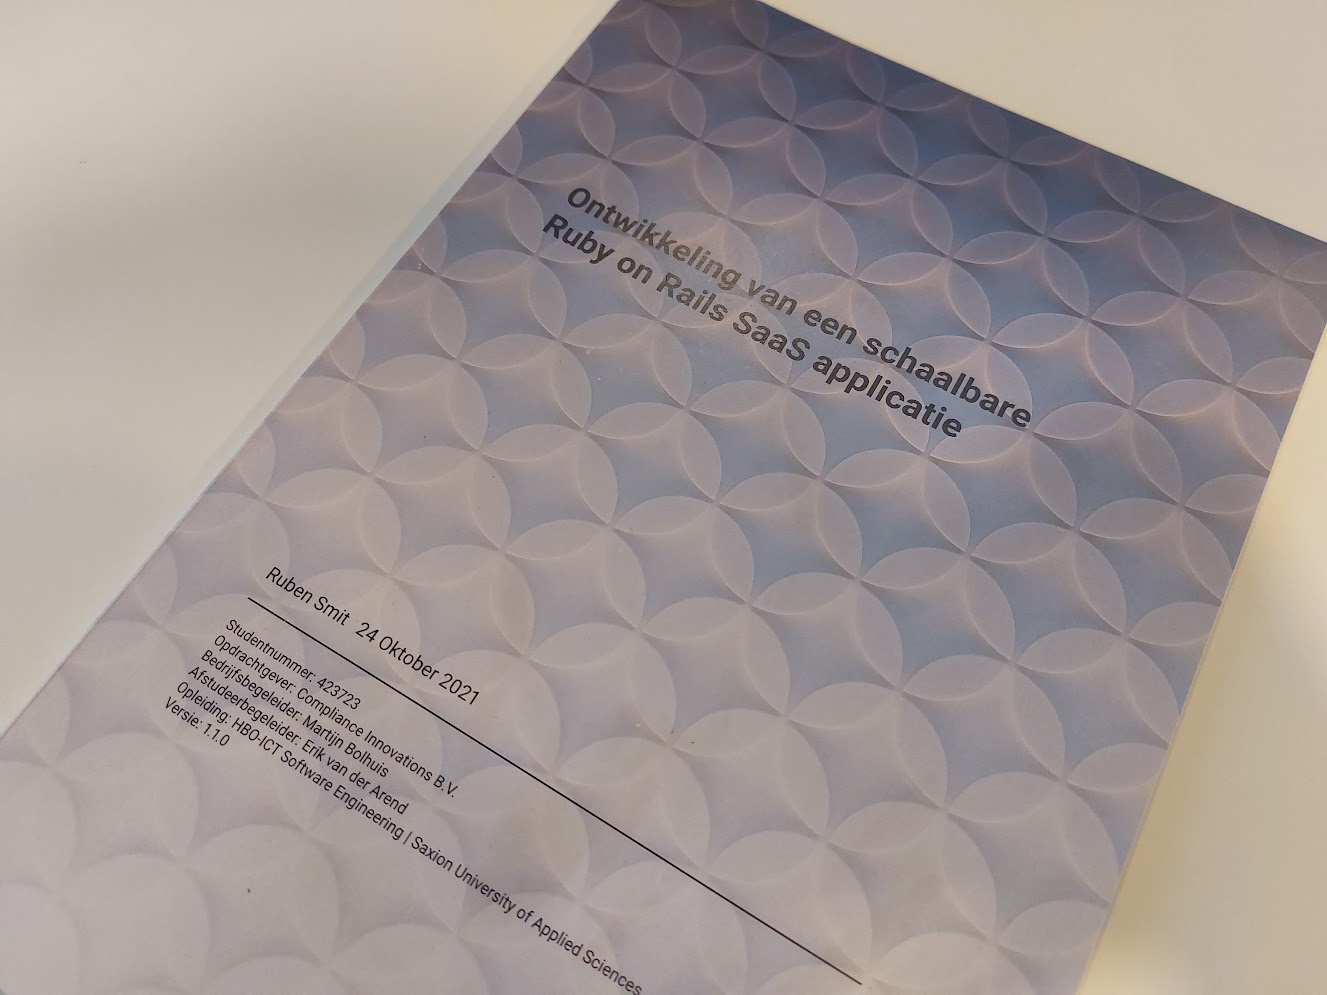 Ontwikkeling van een schaalbare
Ruby on Rails SaaS applicatie
Ruben Smit 24 Oktober 2021
Studentnummer: 423723
Opdrachtgever: Compliance Innovations B.V.
Bedrijfsbegeleider: Martijn Bolhuis
Afstudeerbegeleider: Erik van der Arend
Opleiding: HBO-ICT Software Engineering | Saxion University of Applied Sciences
Versie: 1.1.0